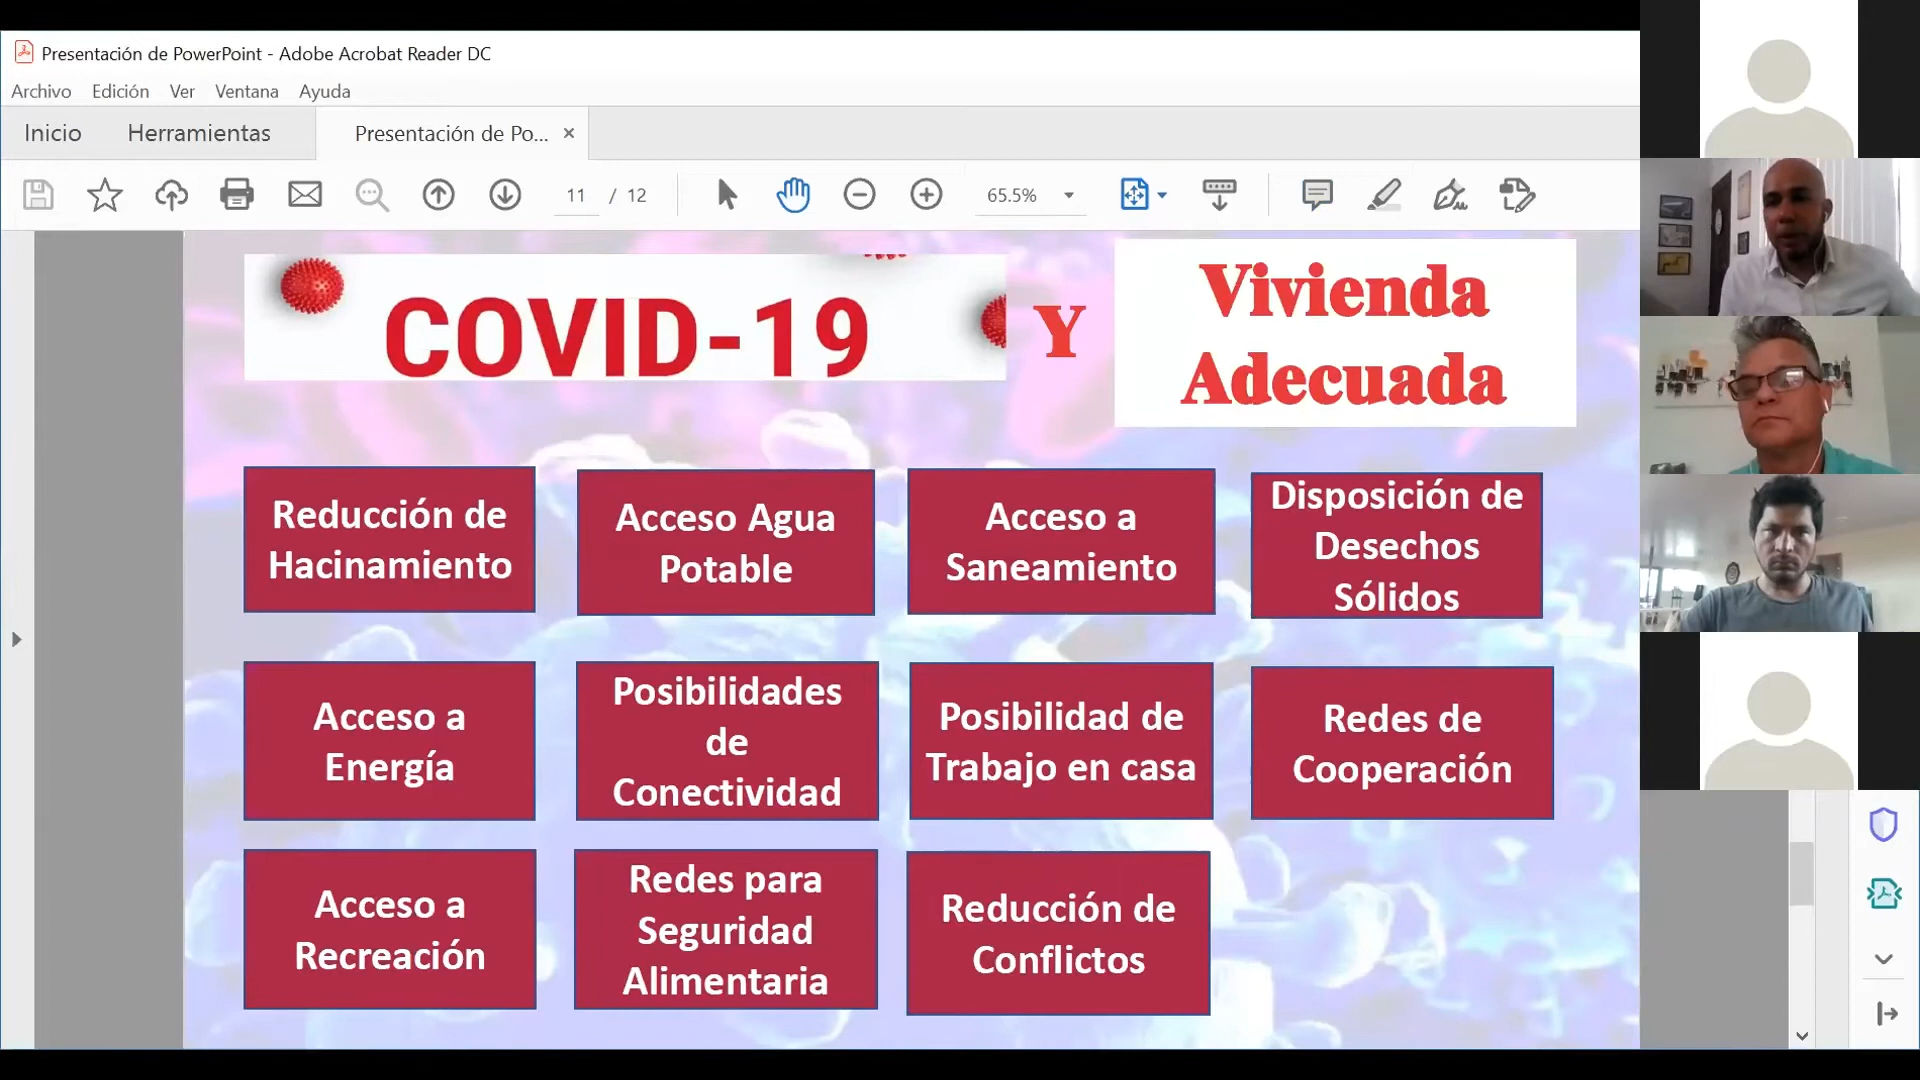 Presentación de PowerPoint - Adobe Acrobat Reader DC
Archivo Edición Ver Ventana Ayuda
Inicio Herramientas Presentación de Po... ×
11 / 12 65.5%
COVID-19 Y Vivienda
Adecuada
Reducción de
Hacinamiento
Acceso Agua
Potable
Acceso a
Saneamiento
Disposición de
Desechos
Sólidos
Acceso a
Energía
Posibilidades
de
Conectividad
Posibilidad de
Trabajo en casa
Redes de
Cooperación
Acceso a
Recreación
Redes para
Seguridad
Alimentaria
Reducción de
Conflictos